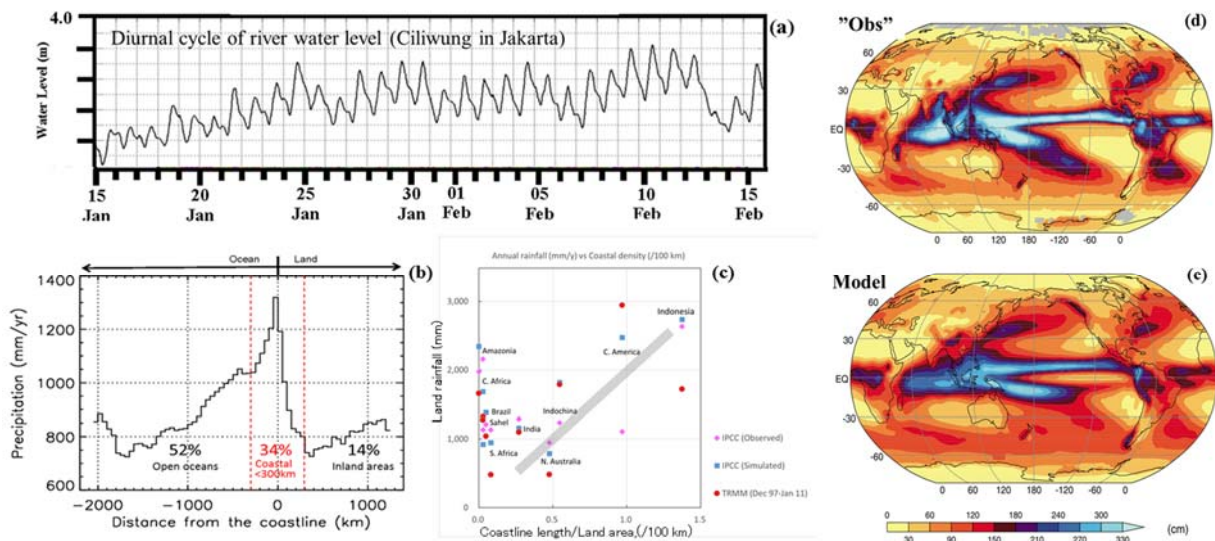 4.0
(a)
Diurnal cycle of river water level (Ciliwung in Jakarta)
Water Level (m)
15 20 25 30 01 05 10 15
Jan Jan Jan Jan Feb Feb Feb Feb
(b)
Ocean Land
1400
1200
1000
800
600
Precipitation (mm/yr)
52% 34% 14%
Open oceans Coastal Inland areas
<300km
-2000 -1000 0 1000
Distance from the coastline (km)
(c)
Annual rainfall (mm/y) vs Coastal density (/100 km)
3,000
2,000
1,000
0
Land rainfall (mm)
Indonesia
Amazonia
C. America
C. Africa
Brazil
Indochina
Sahel
India
S. Africa
N. Australia
IPCC (Observed)
IPCC (Simulated)
TRMM (Dec 97-Jan 11)
0.0 0.5 1.0 1.5
Coastline length/Land area,(/100 km)
"Obs" (d)
60
30
EQ
-30
-60
0 60 120 180 -120 -60 0
Model (e)
60
30
EQ
-30
-60
0 60 120 180 -120 -60 0
0 60 120 180 240 300 (cm)
30 90 150 210 270 330